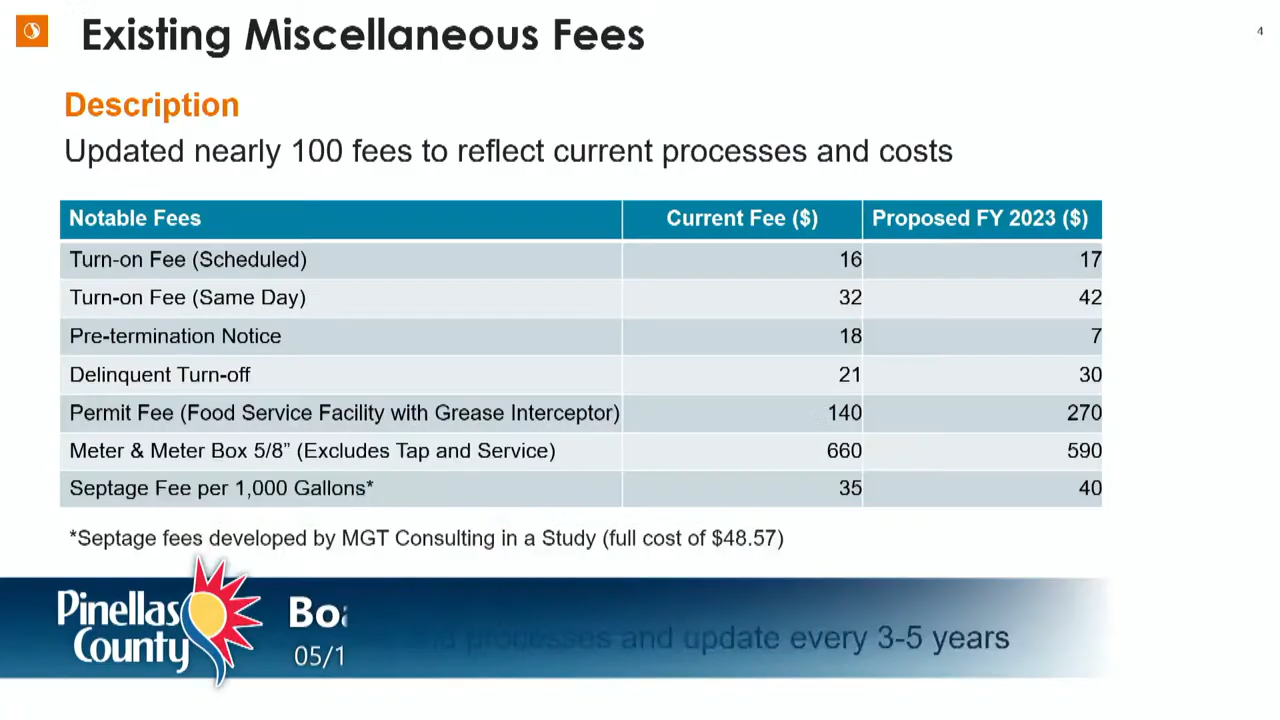 Existing Miscellaneous Fees
4
Description
Updated nearly 100 fees to reflect current processes and costs
Notable Fees Current Fee ($) Proposed FY 2023 ($)
Turn-on Fee (Scheduled) 16 17
Turn-on Fee (Same Day) 32 42
Pre-termination Notice 18 7
Delinquent Turn-off 21 30
Permit Fee (Food Service Facility with Grease Interceptor) 140 270
Meter & Meter Box 5/8” (Excludes Tap and Service) 660 590
Septage Fee per 1,000 Gallons* 35 40
*Septage fees developed by MGT Consulting in a Study (full cost of $48.57)
Pinellas
County
Bo
05/1
processes and update every 3-5 years